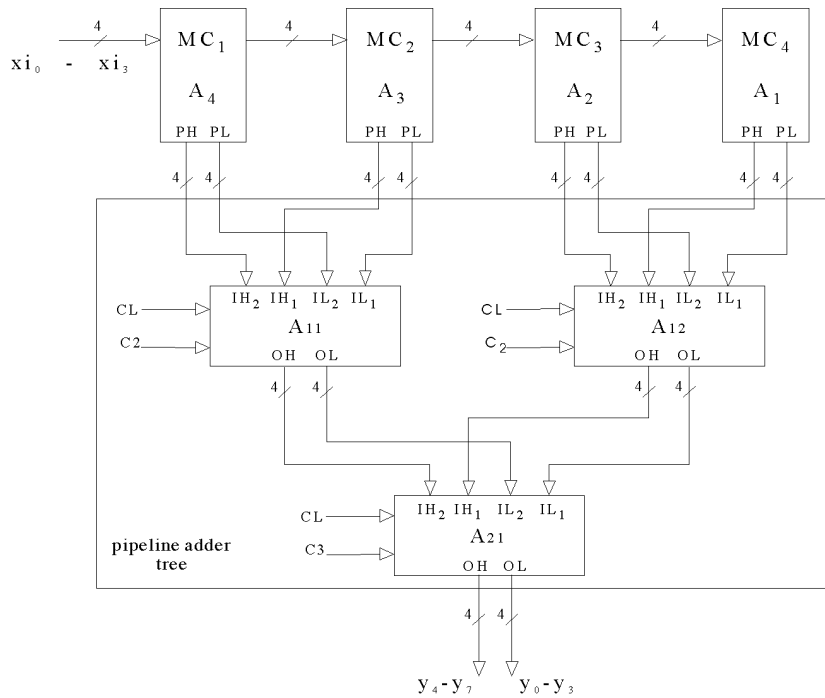 4 4 4 4
MC₁ MC₂ MC₃ MC₄
xi₀ - xi₃
A₄ A₃ A₂ A₁
PH PL PH PL PH PL PH PL
4 4 4 4 4 4 4 4
IH₂ IH₁ IL₂ IL₁ IH₂ IH₁ IL₂ IL₁
CL A₁₁ CL A₁₂
C2 C₂
OH OL OH OL
4 4 4 4
IH₂ IH₁ IL₂ IL₁
CL
A₂₁
C3
pipeline adder
tree
OH OL
4 4
y₄-y₇ y₀-y₃